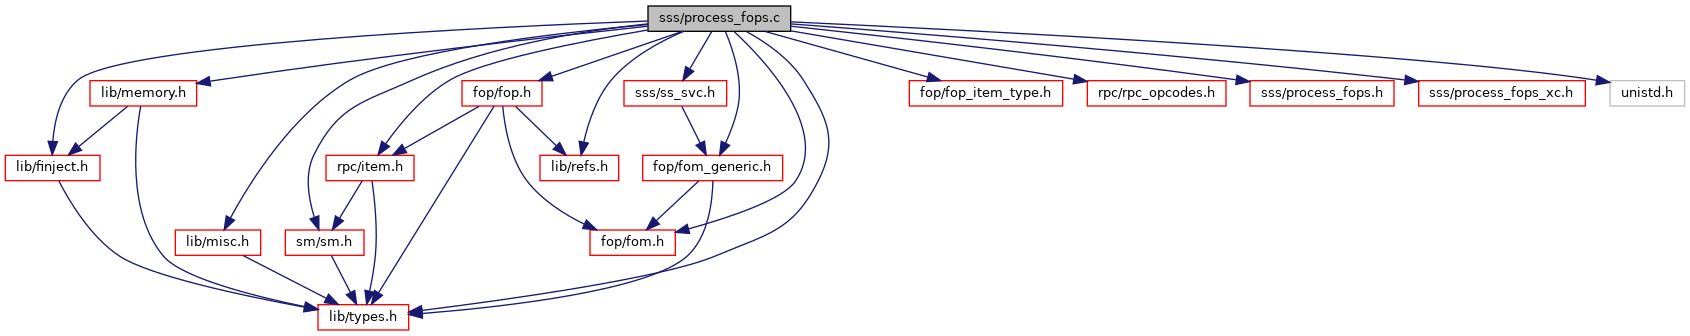 sss/process_fops.c
lib/memory.h
fop/fop.h
sss/ss_svc.h
fop/fop_item_type.h
rpc/rpc_opcodes.h
sss/process_fops.h
sss/process_fops_xc.h
unistd.h
lib/finject.h
rpc/item.h
lib/refs.h
fop/fom_generic.h
lib/misc.h
sm/sm.h
fop/fom.h
lib/types.h